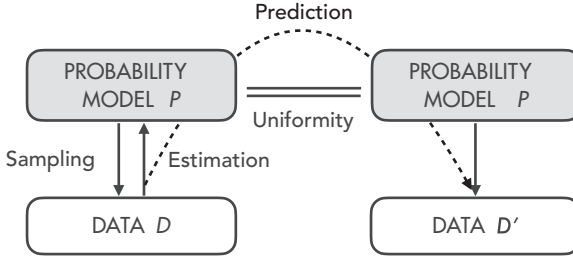 Prediction
PROBABILITY
MODEL P
PROBABILITY
MODEL P
Uniformity
Sampling
Estimation
DATA D
DATA D'